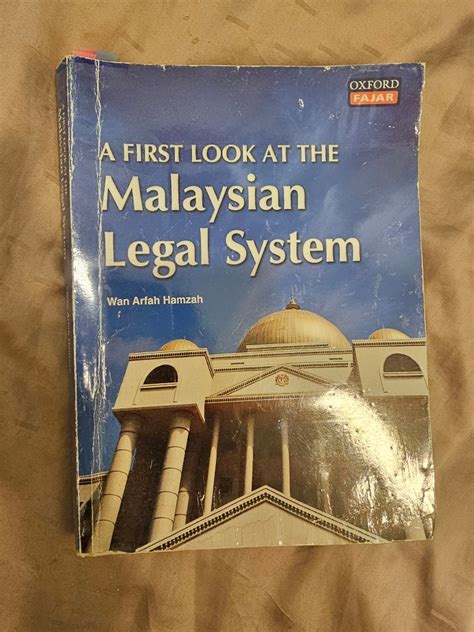 OXFORD
FAJAR
A FIRST LOOK AT THE
Malaysian
Legal System
Wan Arfah Hamzah